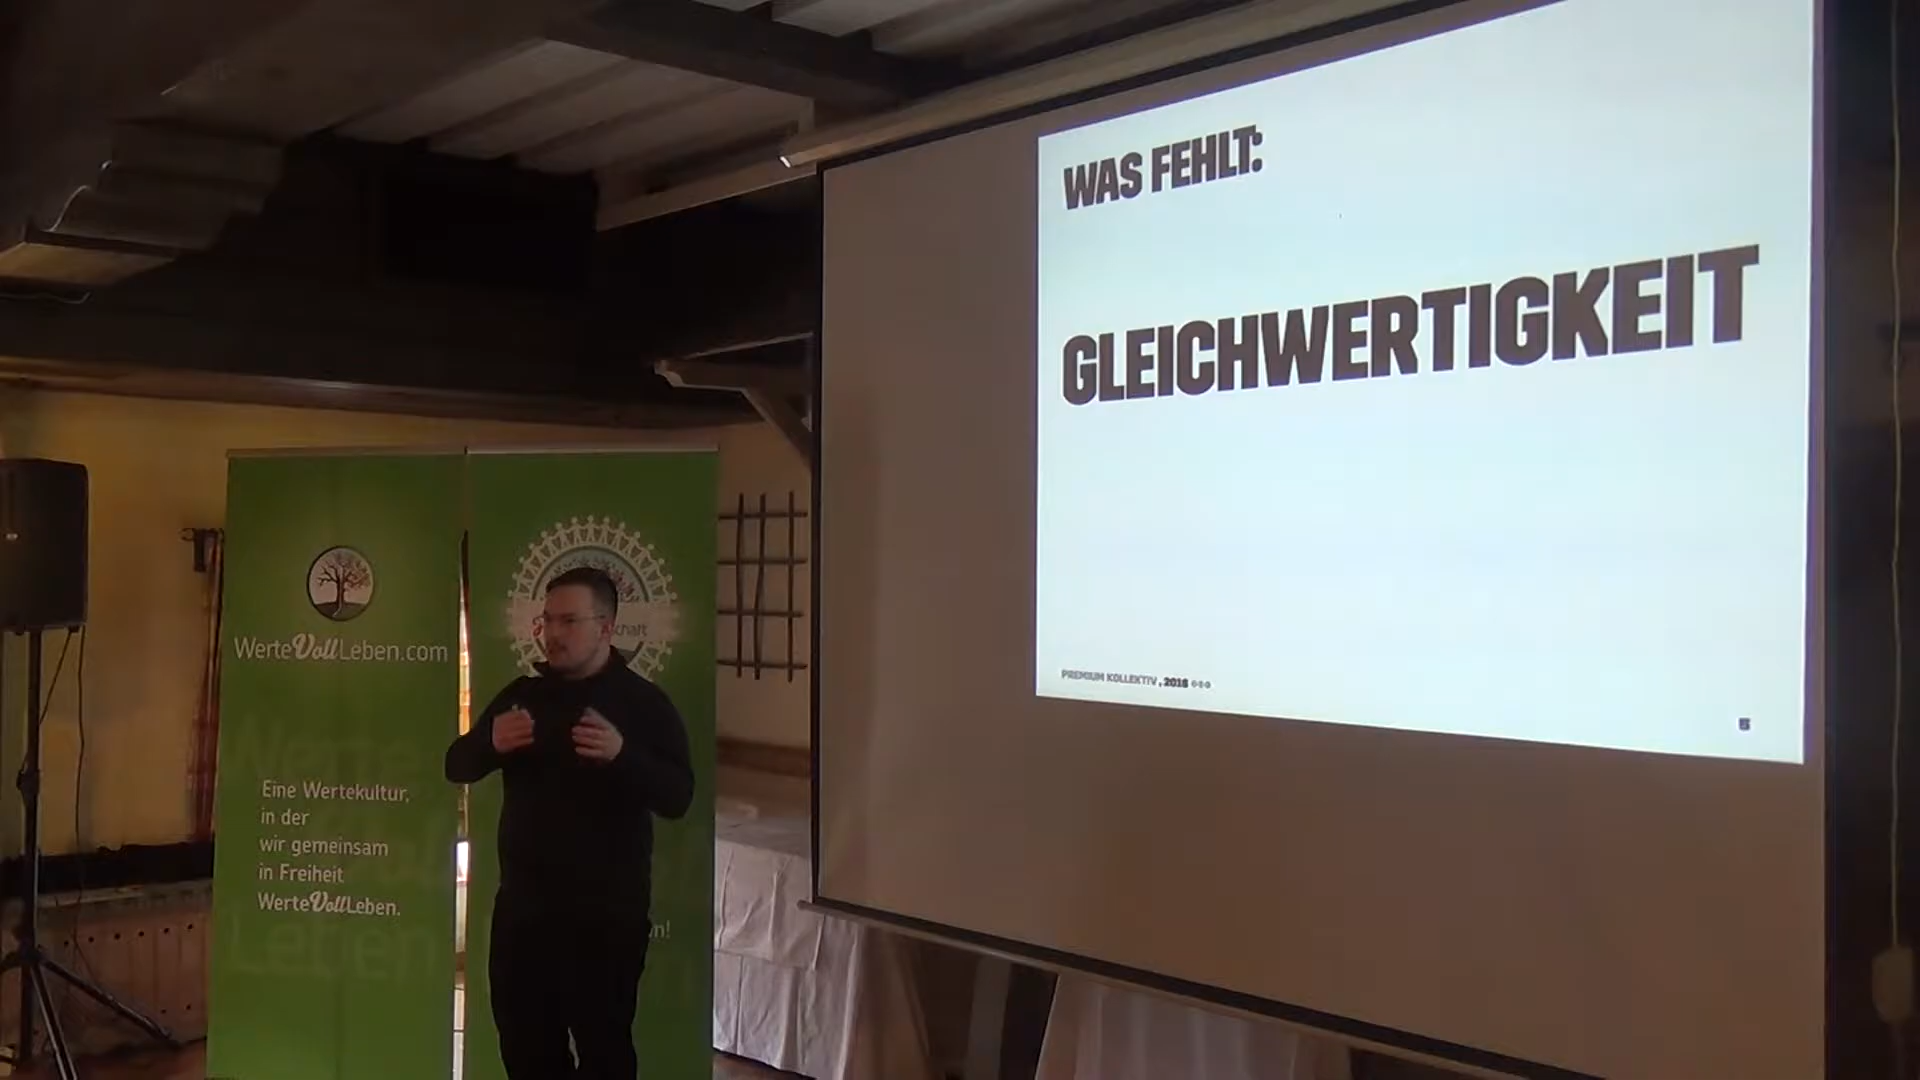 WAS FEHLT:
GLEICHWERTIGKEIT
PREMIUM KOLLEKTIV, 2016
5
WerteVollLeben.com
Eine Wertekultur,
in der
wir gemeinsam
in Freiheit
WerteVollLeben.